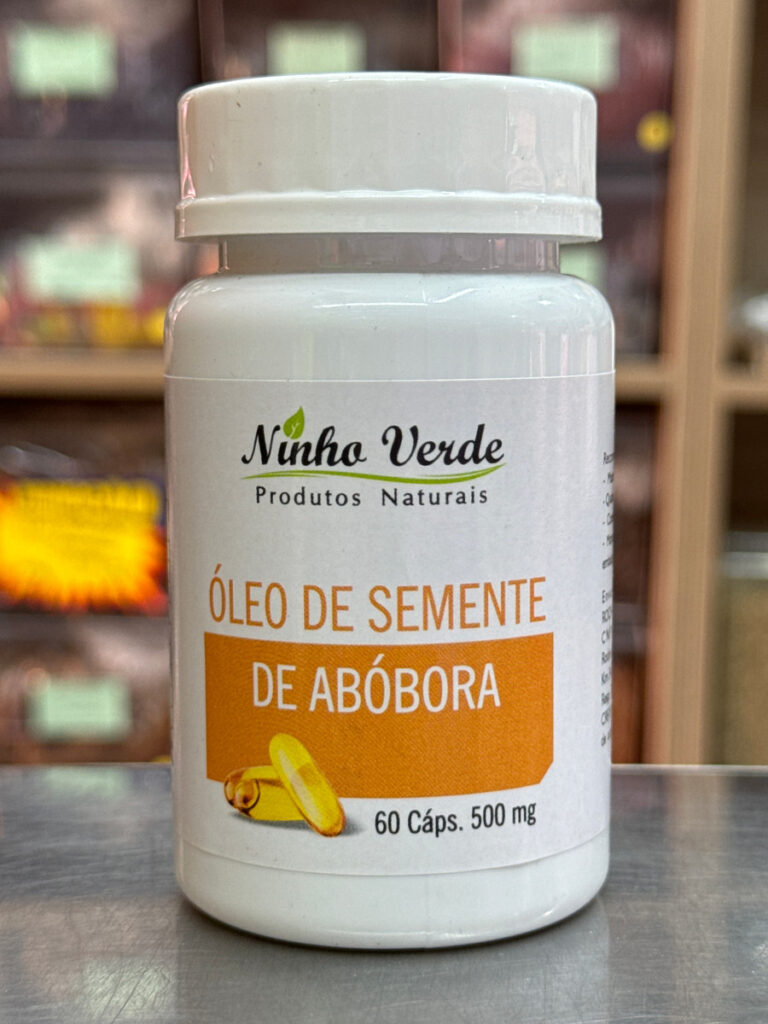 Ninho Verde
Produtos Naturais
ÓLEO DE SEMENTE
DE ABÓBORA
60 Cáps. 500 mg